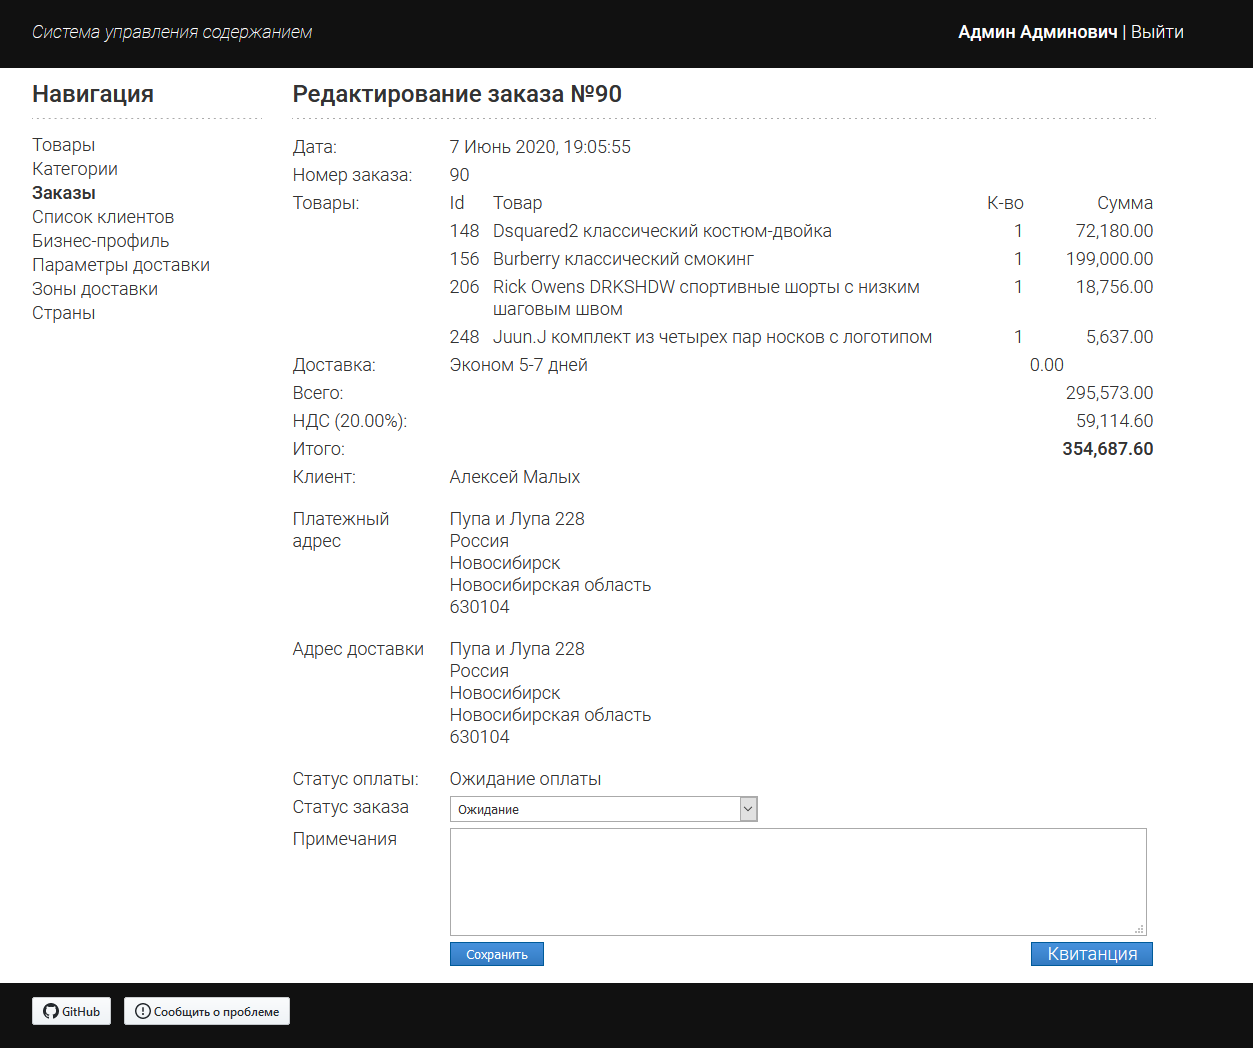 Система управления содержанием
Админ Админович | Выйти
Навигация
Товары
Категории
Заказы
Список клиентов
Бизнес-профиль
Параметры доставки
Зоны доставки
Страны
Редактирование заказа №90
Дата: 7 Июнь 2020, 19:05:55
Номер заказа: 90
Товары: Id Товар К-во Сумма
148 Dsquared2 классический костюм-двойка 1 72,180.00
156 Burberry классический смокинг 1 199,000.00
206 Rick Owens DRKSHDW спортивные шорты с низким 1 18,756.00
шаговым швом
248 Juun.J комплект из четырех пар носков с логотипом 1 5,637.00
Доставка: Эконом 5-7 дней 0.00
Всего: 295,573.00
НДС (20.00%): 59,114.60
Итого: 354,687.60
Клиент: Алексей Малых
Платежный Пупа и Лупа 228
адрес Россия
Новосибирск
Новосибирская область
630104
Адрес доставки Пупа и Лупа 228
Россия
Новосибирск
Новосибирская область
630104
Статус оплаты: Ожидание оплаты
Статус заказа Ожидание
Примечания
Сохранить Квитанция
GitHub Сообщить о проблеме